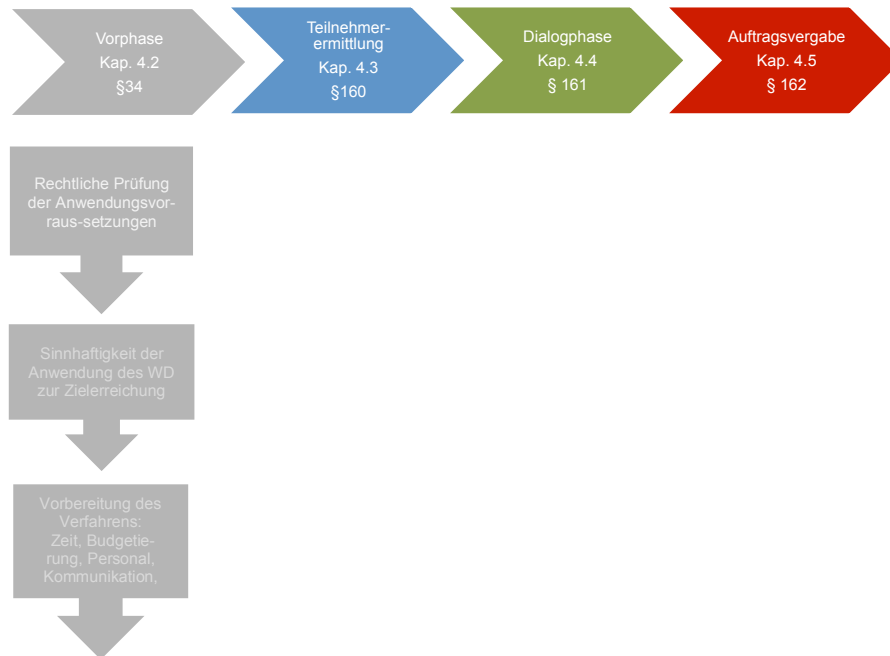 Vorphase
Kap. 4.2
§34
Teilnehmer-
ermittlung
Kap. 4.3
§160
Dialogphase
Kap. 4.4
§ 161
Auftragsvergabe
Kap. 4.5
§ 162
Rechtliche Prüfung
der Anwendungsvor-
raus-setzungen
Sinnhaftigkeit der
Anwendung des WD
zur Zielerreichung
Vorbereitung des
Verfahrens:
Zeit, Budgetie-
rung, Personal,
Kommunikation,